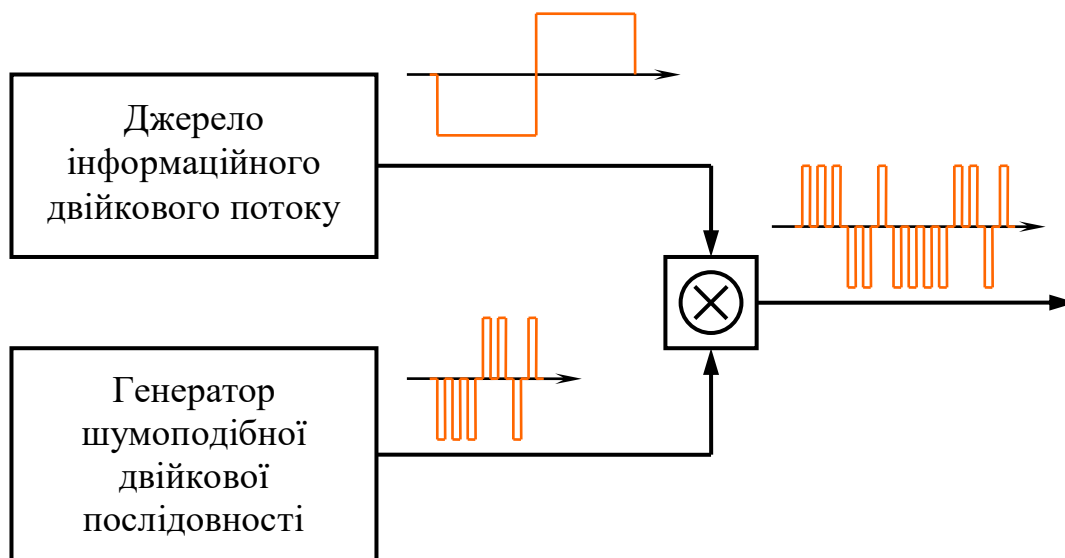 Джерело
інформаційного
двійкового потоку
Генератор
шумоподібної
двійкової
послідовності